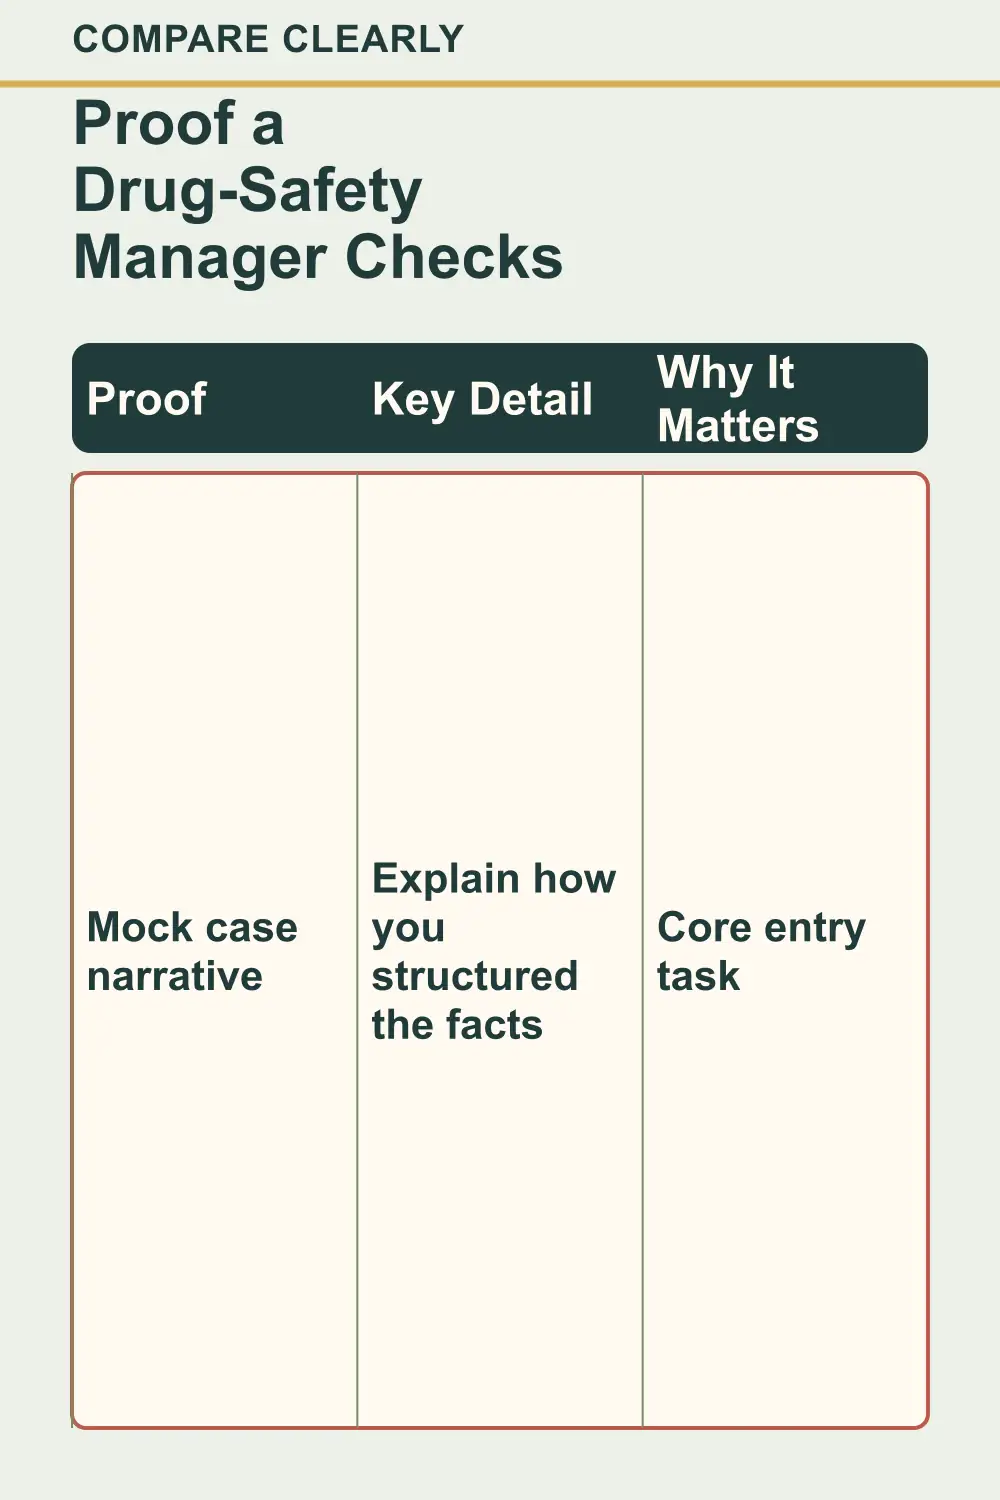 COMPARE CLEARLY
Proof a
Drug-Safety
Manager Checks
Proof
Key Detail
Why It
Matters
Mock case
narrative
Explain how
you
structured
the facts
Core entry
task